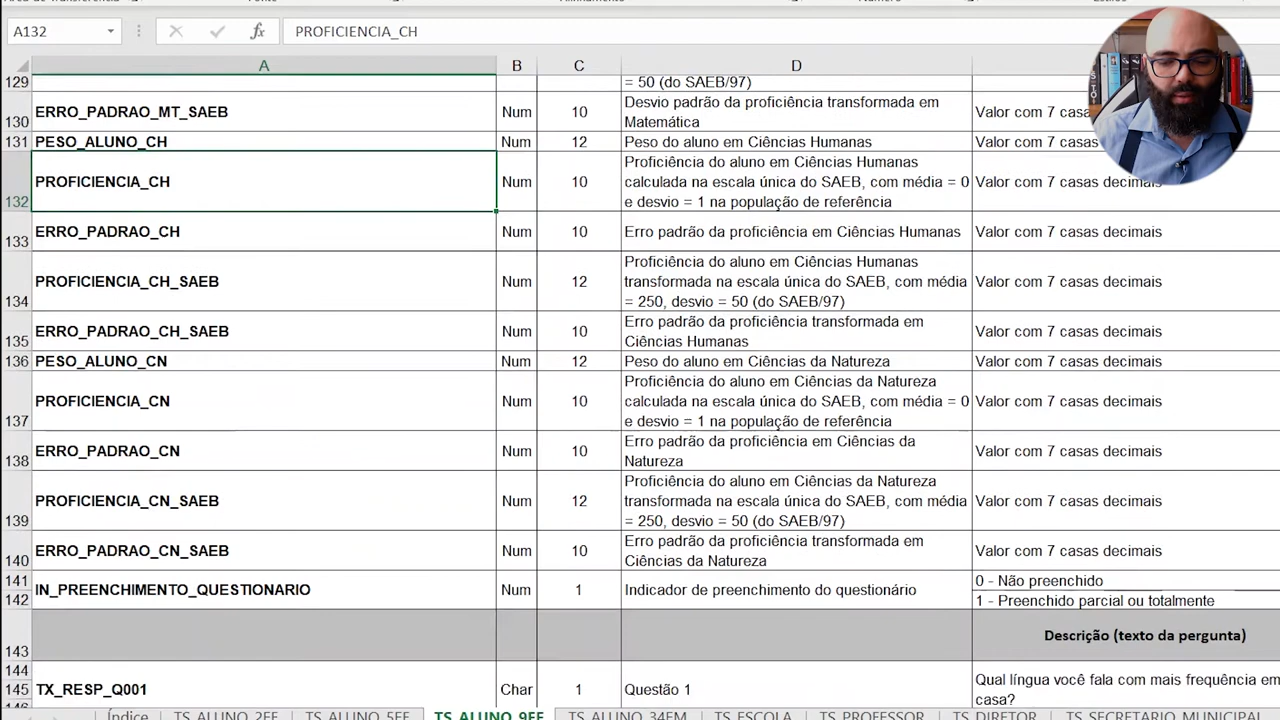 A132 fx PROFICIENCIA_CH
A B C D
129 = 50 (do SAEB/97)
130 ERRO_PADRAO_MT_SAEB Num 10 Desvio padrão da proficiência transformada em
Matemática
Valor com 7 casas
131 PESO_ALUNO_CH Num 12 Peso do aluno em Ciências Humanas Valor com 7 casas
132 PROFICIENCIA_CH Num 10 Proficiência do aluno em Ciências Humanas
calculada na escala única do SAEB, com média = 0
e desvio = 1 na população de referência
Valor com 7 casas decimais
133 ERRO_PADRAO_CH Num 10 Erro padrão da proficiência em Ciências Humanas Valor com 7 casas decimais
134 PROFICIENCIA_CH_SAEB Num 12 Proficiência do aluno em Ciências Humanas
transformada na escala única do SAEB, com média
= 250, desvio = 50 (do SAEB/97)
Valor com 7 casas decimais
135 ERRO_PADRAO_CH_SAEB Num 10 Erro padrão da proficiência transformada em
Ciências Humanas
Valor com 7 casas decimais
136 PESO_ALUNO_CN Num 12 Peso do aluno em Ciências da Natureza Valor com 7 casas decimais
137 PROFICIENCIA_CN Num 10 Proficiência do aluno em Ciências da Natureza
calculada na escala única do SAEB, com média = 0
e desvio = 1 na população de referência
Valor com 7 casas decimais
138 ERRO_PADRAO_CN Num 10 Erro padrão da proficiência em Ciências da
Natureza
Valor com 7 casas decimais
139 PROFICIENCIA_CN_SAEB Num 12 Proficiência do aluno em Ciências da Natureza
transformada na escala única do SAEB, com média
= 250, desvio = 50 (do SAEB/97)
Valor com 7 casas decimais
140 ERRO_PADRAO_CN_SAEB Num 10 Erro padrão da proficiência transformada em
Ciências da Natureza
Valor com 7 casas decimais
141 IN_PREENCHIMENTO_QUESTIONARIO Num 1 Indicador de preenchimento do questionário 0 - Não preenchido
142 1 - Preenchido parcial ou totalmente
143 Descrição (texto da pergunta)
144
145 TX_RESP_Q001 Char 1 Questão 1 Qual língua você fala com mais frequência em
casa?
Índice TS_ALUNO_2EF TS_ALUNO_5EF TS_ALUNO_9EF TS_ALUNO_34EM TS_ESCOLA TS_PROFESSOR TS_DIRETOR TS_SECRETARIO_MUNICIPAL